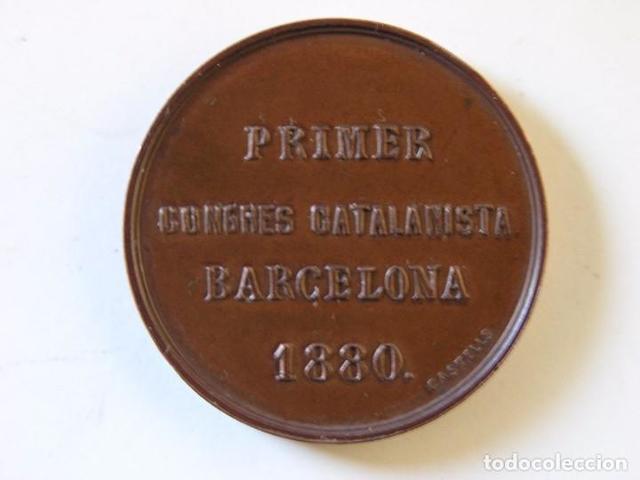 PRIMER
CONGRES CATALANISTA.
BARCELONA
1880.
CASTELLS
todocoleccion